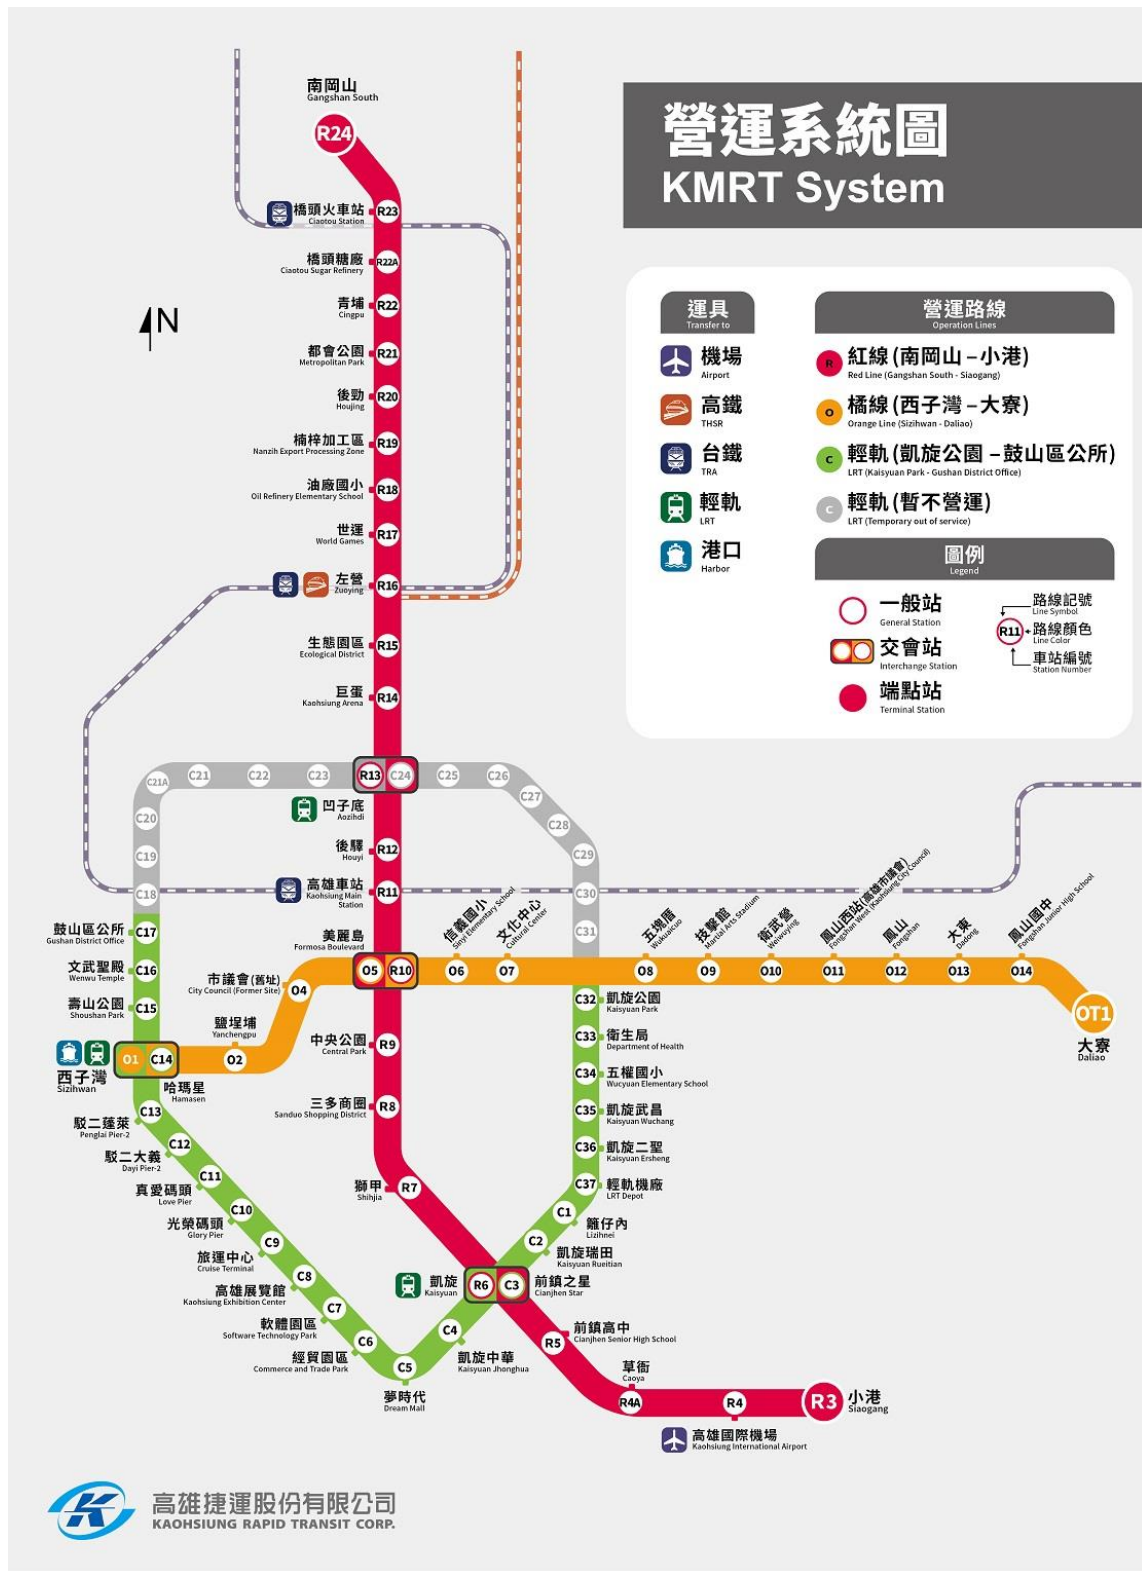 營運系統圖
KMRT System
運具
Transfer to
機場
Airport
高鐵
THSR
台鐵
TRA
輕軌
LRT
港口
Harbor
營運路線
Operation Lines
R
紅線 (南岡山 – 小港)
Red Line (Gangshan South - Siaogang)
O
橘線 (西子灣 – 大寮)
Orange Line (Sizihwan - Daliao)
C
輕軌 (凱旋公園 – 鼓山區公所)
LRT (Kaisyuan Park - Gushan District Office)
C
輕軌 (暫不營運)
LRT (Temporary out of service)
圖例
Legend
一般站
General Station
交會站
Interchange Station
端點站
Terminal Station
路線記號
Line Symbol
R11
路線顏色
Line Color
車站編號
Station Number
N
南岡山
Gangshan South
R24
橋頭火車站
Ciaotou Station
R23
橋頭糖廠
Ciaotou Sugar Refinery
R22A
青埔
Cingpu
R22
都會公園
Metropolitan Park
R21
後勁
Houjing
R20
楠梓加工區
Nanzih Export Processing Zone
R19
油廠國小
Oil Refinery Elementary School
R18
世運
World Games
R17
左營
Zuoying
R16
生態園區
Ecological District
R15
巨蛋
Kaohsiung Arena
R14
C21A
C21
C22
C23
R13
C24
C25
C26
C27
C28
C29
C30
C31
C20
C19
C18
凹子底
Aozihdi
後驛
Houyi
R12
高雄車站
Kaohsiung Main
Station
R11
美麗島
Formosa Boulevard
O5
R10
信義國小
Sinyi Elementary School
O6
文化中心
Cultural Center
O7
五塊厝
Wukuaicuo
O8
技擊館
Martial Arts Stadium
O9
衛武營
Weiwuying
O10
鳳山西站(高雄市議會)
Fongshan West (Kaohsiung City Council)
O11
鳳山
Fongshan
O12
大東
Dadong
O13
鳳山國中
Fongshan Junior High School
O14
OT1
大寮
Daliao
鼓山區公所
Gushan District Office
C17
文武聖殿
Wenwu Temple
C16
壽山公園
Shoushan Park
C15
市議會(舊址)
City Council (Former Site)
O4
鹽埕埔
Yanchengpu
O2
西子灣
Sizihwan
O1
C14
哈瑪星
Hamasen
駁二蓬萊
Penglai Pier-2
C13
駁二大義
Dayi Pier-2
C12
真愛碼頭
Love Pier
C11
光榮碼頭
Glory Pier
C10
旅運中心
Cruise Terminal
C9
高雄展覽館
Kaohsiung Exhibition Center
C8
軟體園區
Software Technology Park
C7
經貿園區
Commerce and Trade Park
C6
C5
夢時代
Dream Mall
C4
凱旋中華
Kaisyuan Jhonghua
中央公園
Central Park
R9
三多商圈
Sanduo Shopping District
R8
獅甲
Shihjia
R7
凱旋
Kaisyuan
R6
C3
前鎮之星
Cianjhen Star
C32
凱旋公園
Kaisyuan Park
C33
衛生局
Department of Health
C34
五權國小
Wucyuan Elementary School
C35
凱旋武昌
Kaisyuan Wuchang
C36
凱旋二聖
Kaisyuan Ersheng
C37
輕軌機廠
LRT Depot
C1
籬仔內
Lizihnei
C2
凱旋瑞田
Kaisyuan Rueitian
R5
前鎮高中
Cianjhen Senior High School
草衙
Caoya
R4A
R4
高雄國際機場
Kaohsiung International Airport
R3
小港
Siaogang
高雄捷運股份有限公司
KAOHSIUNG RAPID TRANSIT CORP.